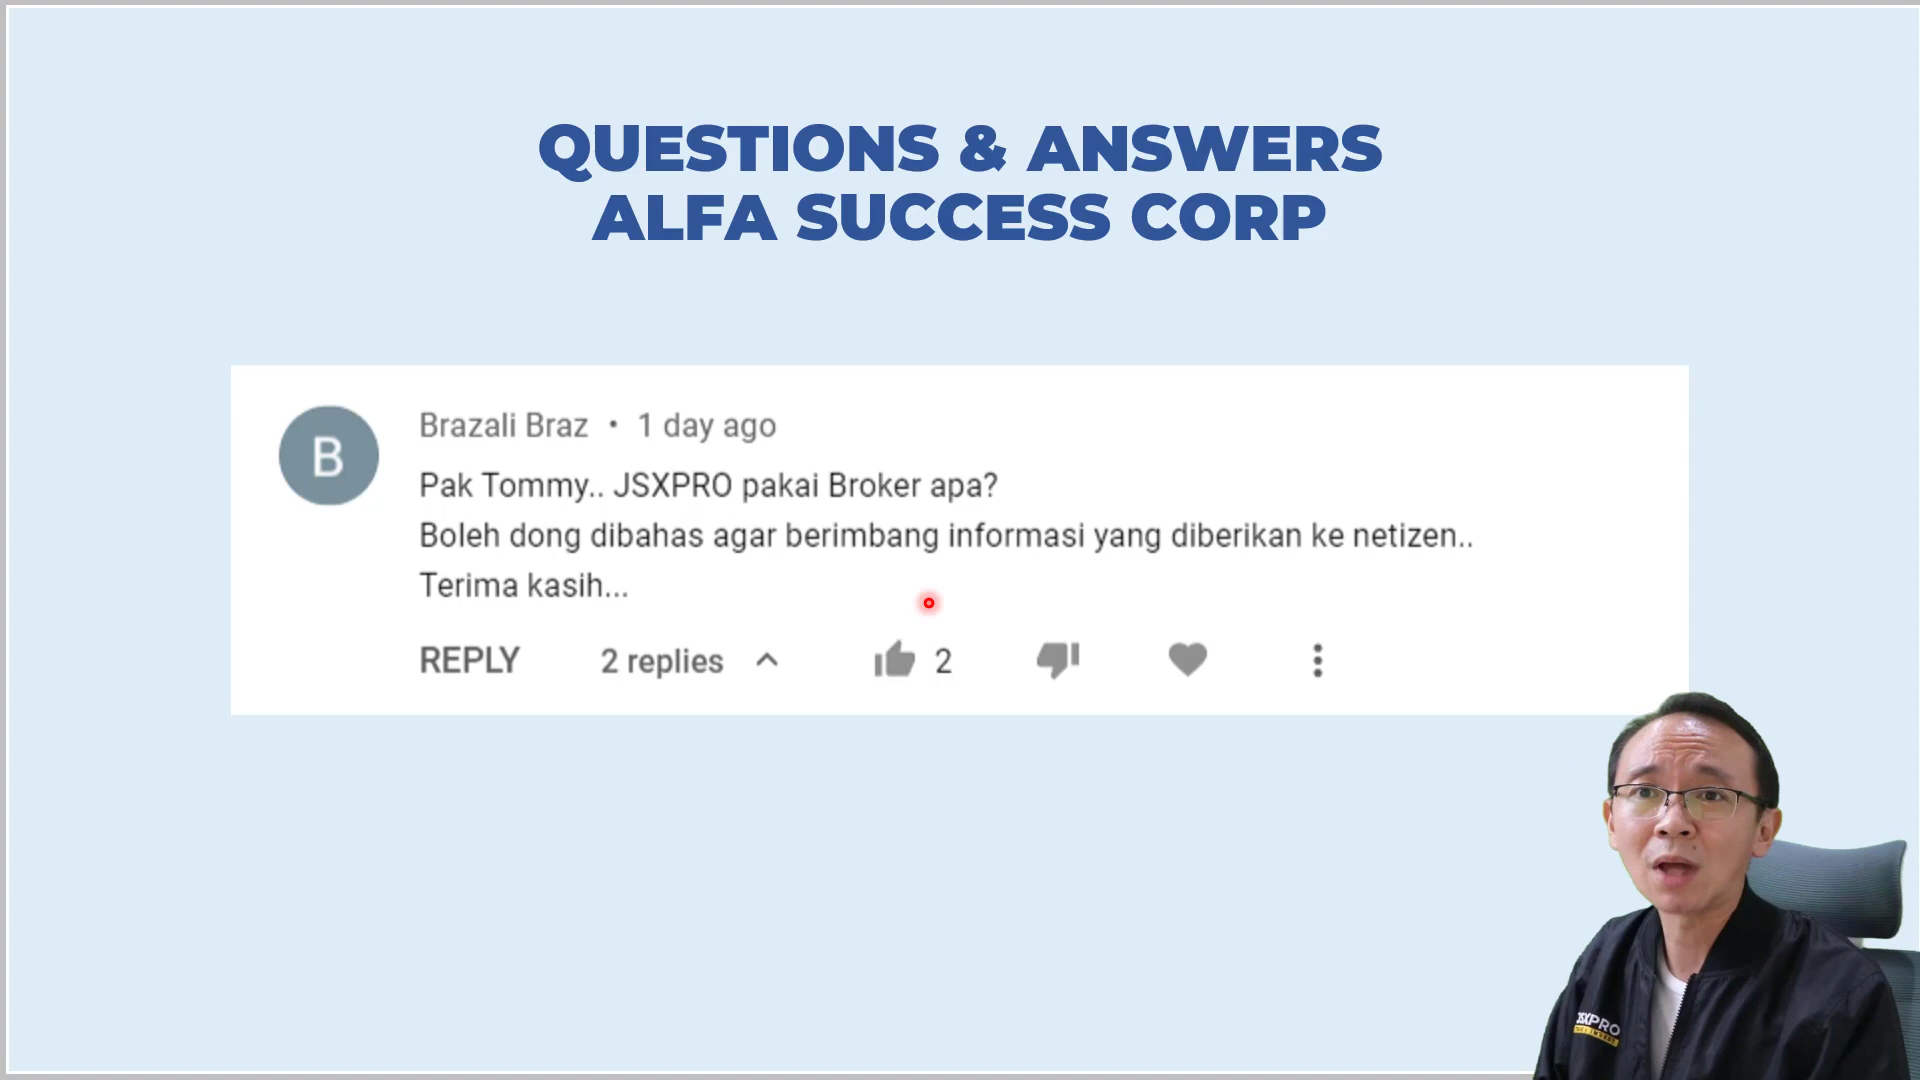 QUESTIONS & ANSWERS
ALFA SUCCESS CORP
B
Brazali Braz • 1 day ago
Pak Tommy.. JSXPRO pakai Broker apa?
Boleh dong dibahas agar berimbang informasi yang diberikan ke netizen..
Terima kasih...
REPLY 2 replies 2
JSXPRO